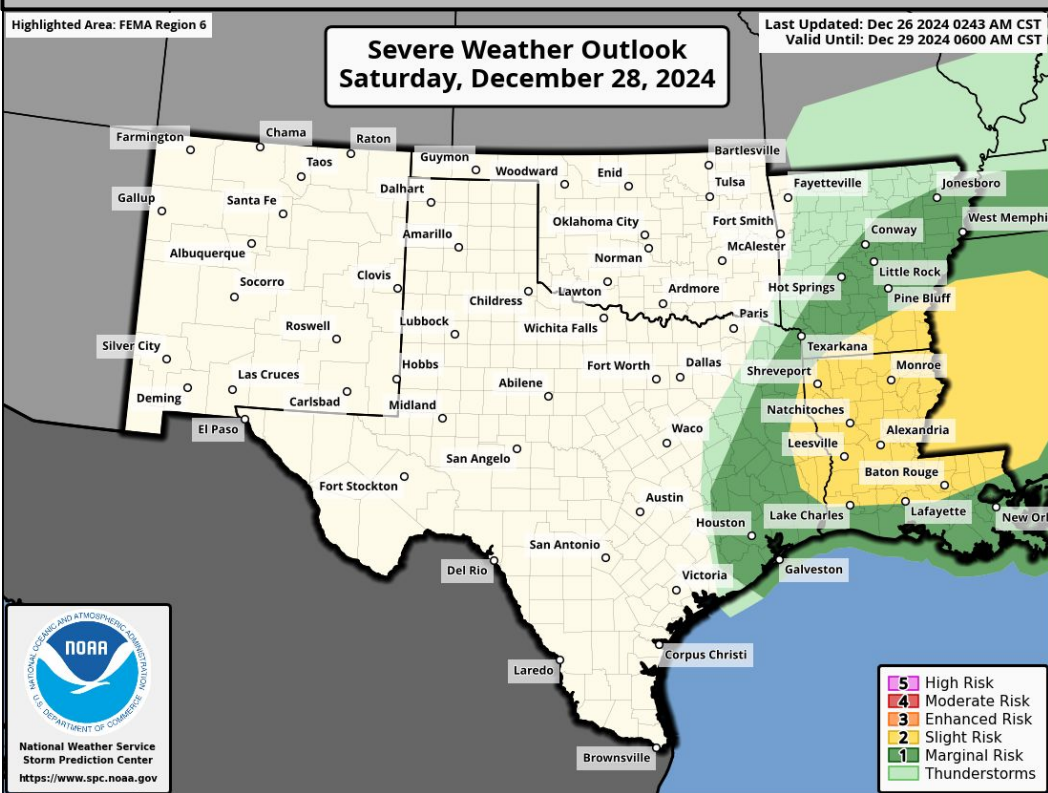 Highlighted Area: FEMA Region 6
Last Updated: Dec 26 2024 0243 AM CST
Valid Until: Dec 29 2024 0600 AM CST
Severe Weather Outlook
Saturday, December 28, 2024
Farmington
Chama
Raton
Taos
Guymon
Woodward
Enid
Bartlesville
Tulsa
Gallup
Santa Fe
Dalhart
Fayetteville
Jonesboro
Albuquerque
Amarillo
Oklahoma City
Fort Smith
Conway
West Memphi
Norman
McAlester
Socorro
Clovis
Childress
Lawton
Ardmore
Hot Springs
Little Rock
Pine Bluff
Roswell
Lubbock
Wichita Falls
Paris
Texarkana
Silver City
Las Cruces
Hobbs
Fort Worth
Dallas
Shreveport
Monroe
Deming
Carlsbad
Midland
Abilene
Natchitoches
El Paso
Waco
Leesville
Alexandria
San Angelo
Baton Rouge
Fort Stockton
Austin
Lake Charles
Lafayette
New Orl
Houston
San Antonio
Del Rio
Victoria
Galveston
Laredo
Corpus Christi
Brownsville
NATIONAL OCEANIC AND ATMOSPHERIC ADMINISTRATION
NOAA
U.S. DEPARTMENT OF COMMERCE
National Weather Service
Storm Prediction Center
https://www.spc.noaa.gov
5 High Risk
4 Moderate Risk
3 Enhanced Risk
2 Slight Risk
1 Marginal Risk
Thunderstorms